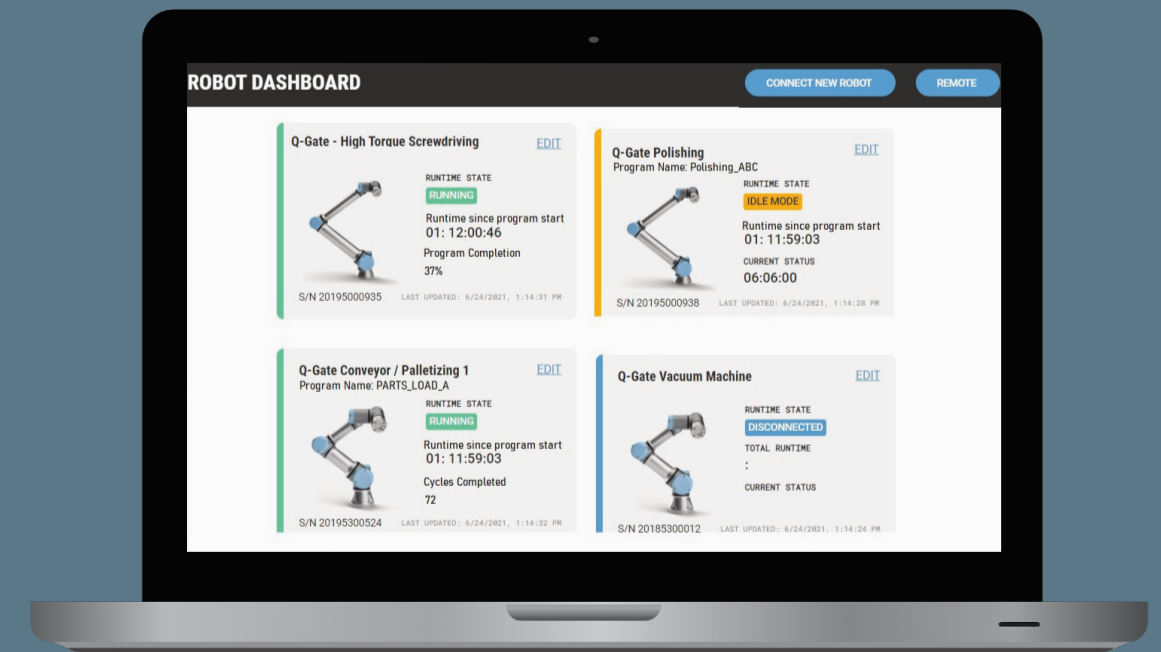 ROBOT DASHBOARD
CONNECT NEW ROBOT
REMOTE
Q-Gate - High Torque Screwdriving
EDIT
RUNTIME STATE
RUNNING
Runtime since program start
01: 12:00:46
Program Completion
37%
S/N 20195000935
LAST UPDATED: 6/24/2021, 1:14:31 PM
Q-Gate Polishing
EDIT
Program Name: Polishing_ABC
RUNTIME STATE
IDLE MODE
Runtime since program start
01: 11:59:03
CURRENT STATUS
06:06:00
S/N 20195000938
LAST UPDATED: 6/24/2021, 1:14:28 PM
Q-Gate Conveyor / Palletizing 1
EDIT
Program Name: PARTS_LOAD_A
RUNTIME STATE
RUNNING
Runtime since program start
01: 11:59:03
Cycles Completed
72
S/N 20195300524
LAST UPDATED: 6/24/2021, 1:14:32 PM
Q-Gate Vacuum Machine
EDIT
RUNTIME STATE
DISCONNECTED
TOTAL RUNTIME
:
CURRENT STATUS
S/N 20185300012
LAST UPDATED: 6/24/2021, 1:14:24 PM